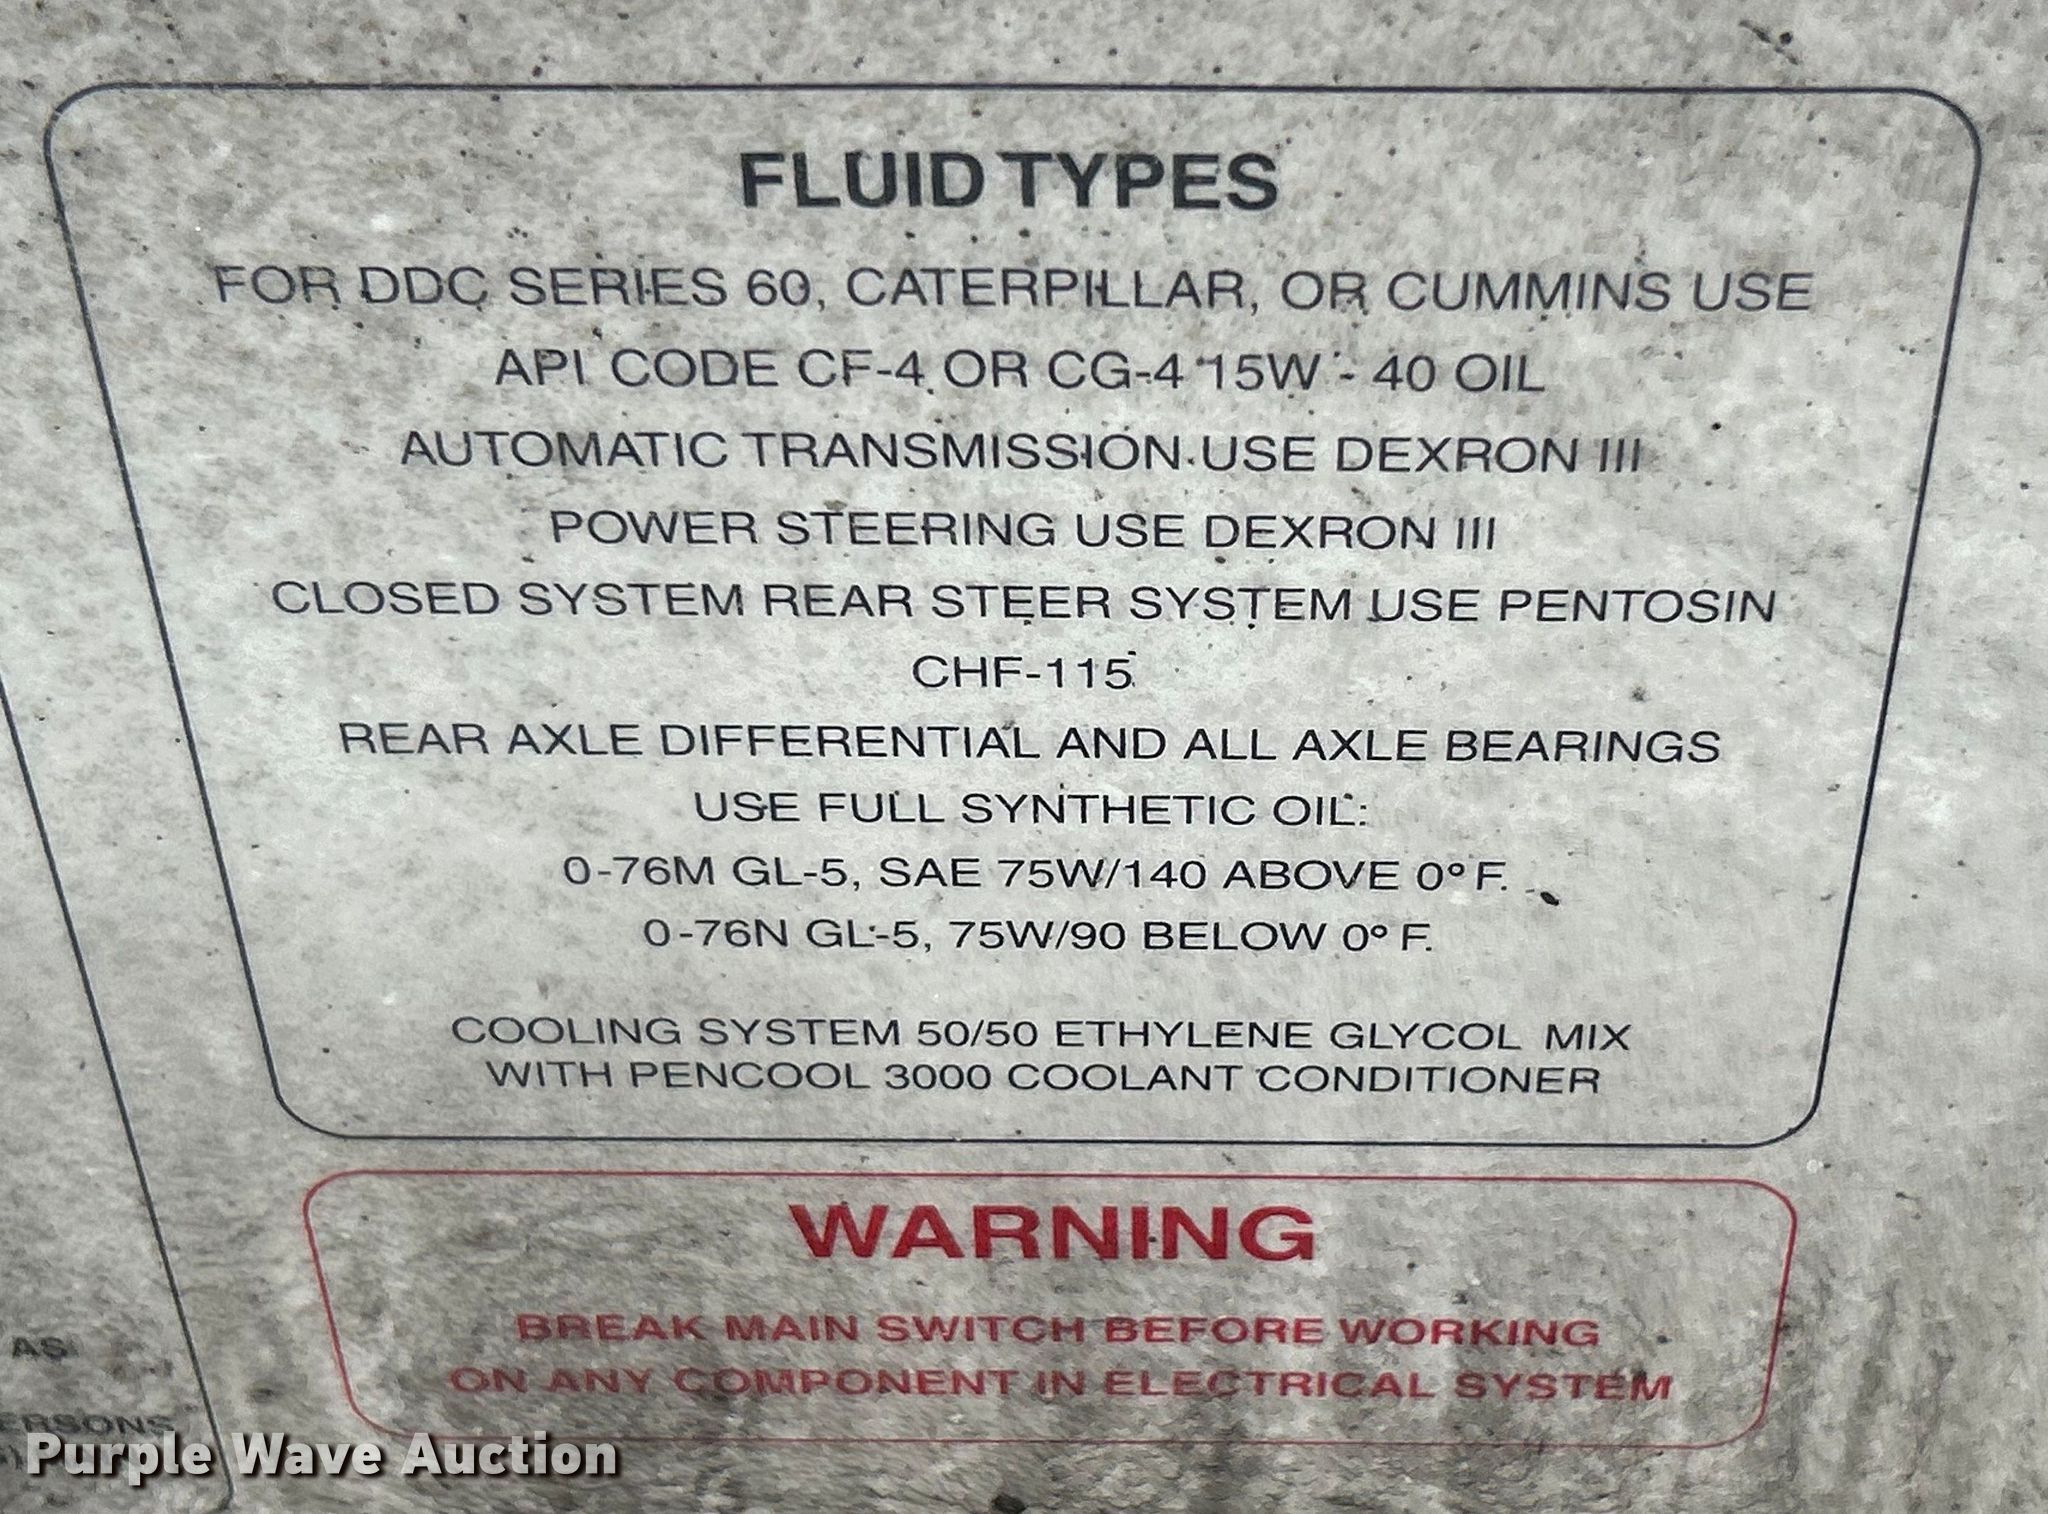 FLUID TYPES
FOR DDC SERIES 60, CATERPILLAR, OR CUMMINS USE
API CODE CF-4 OR CG-4 15W - 40 OIL
AUTOMATIC TRANSMISSION USE DEXRON III
POWER STEERING USE DEXRON III
CLOSED SYSTEM REAR STEER SYSTEM USE PENTOSIN
CHF-115
REAR AXLE DIFFERENTIAL AND ALL AXLE BEARINGS
USE FULL SYNTHETIC OIL:
0-76M GL-5, SAE 75W/140 ABOVE 0° F.
0-76N GL-5, 75W/90 BELOW 0° F.
COOLING SYSTEM 50/50 ETHYLENE GLYCOL MIX
WITH PENCOOL 3000 COOLANT CONDITIONER
WARNING
BREAK MAIN SWITCH BEFORE WORKING
ON ANY COMPONENT IN ELECTRICAL SYSTEM
AS
ERSONS
Purple Wave Auction